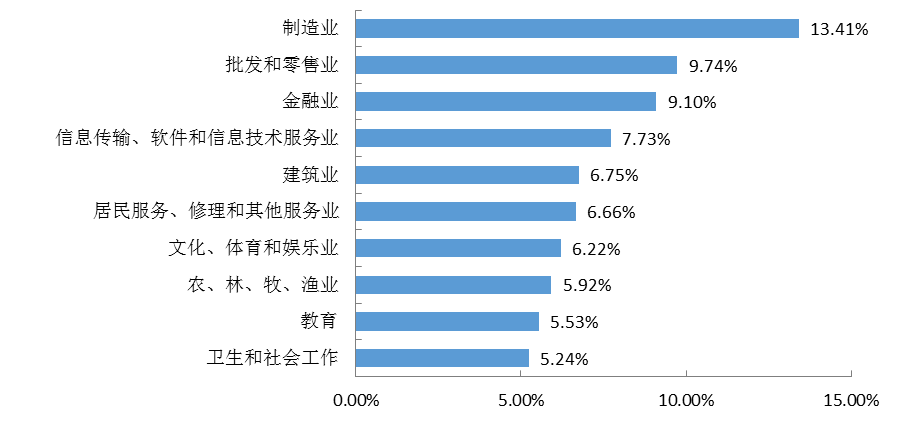 制造业 13.41%
批发和零售业 9.74%
金融业 9.10%
信息传输、软件和信息技术服务业 7.73%
建筑业 6.75%
居民服务、修理和其他服务业 6.66%
文化、体育和娱乐业 6.22%
农、林、牧、渔业 5.92%
教育 5.53%
卫生和社会工作 5.24%
0.00% 5.00% 10.00% 15.00%